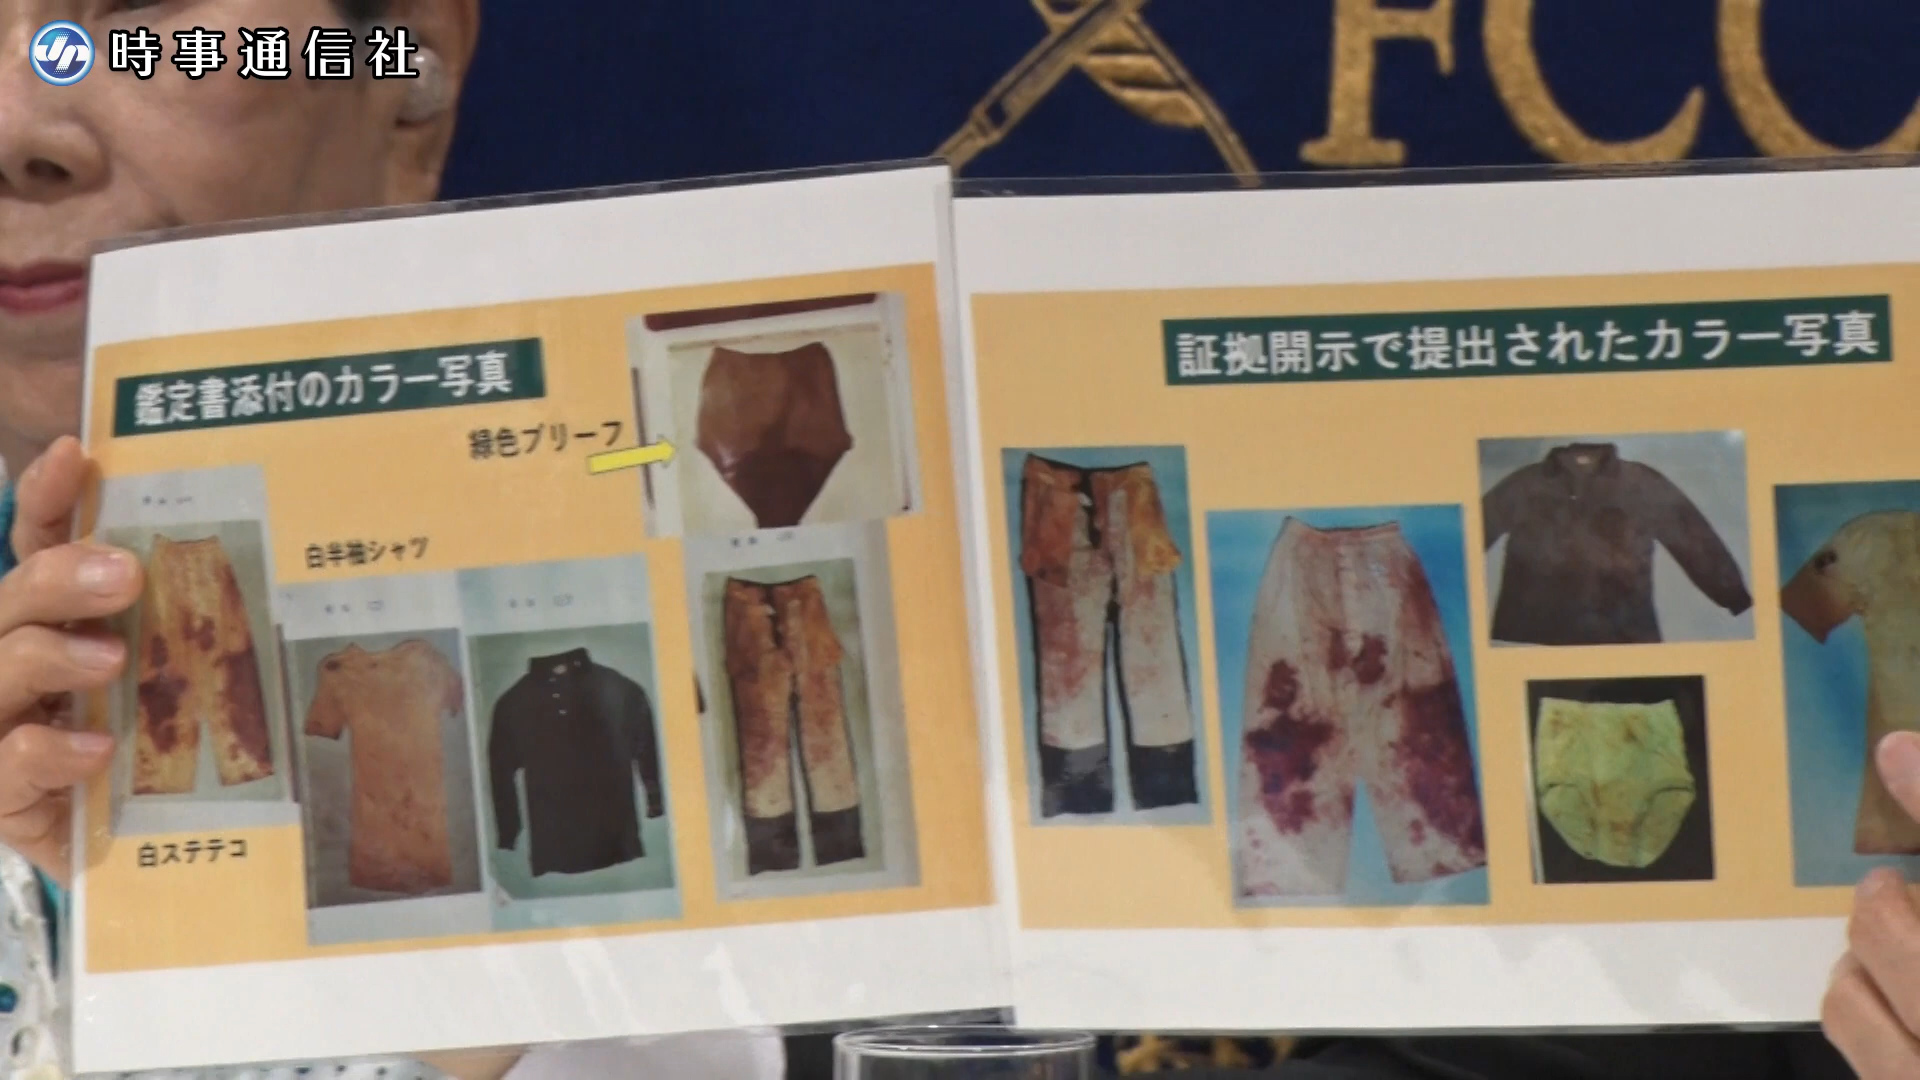 時事通信社
FCC
鑑定書添付のカラー写真
緑色ブリーフ
白半袖シャツ
白ステテコ
証拠開示で提出されたカラー写真